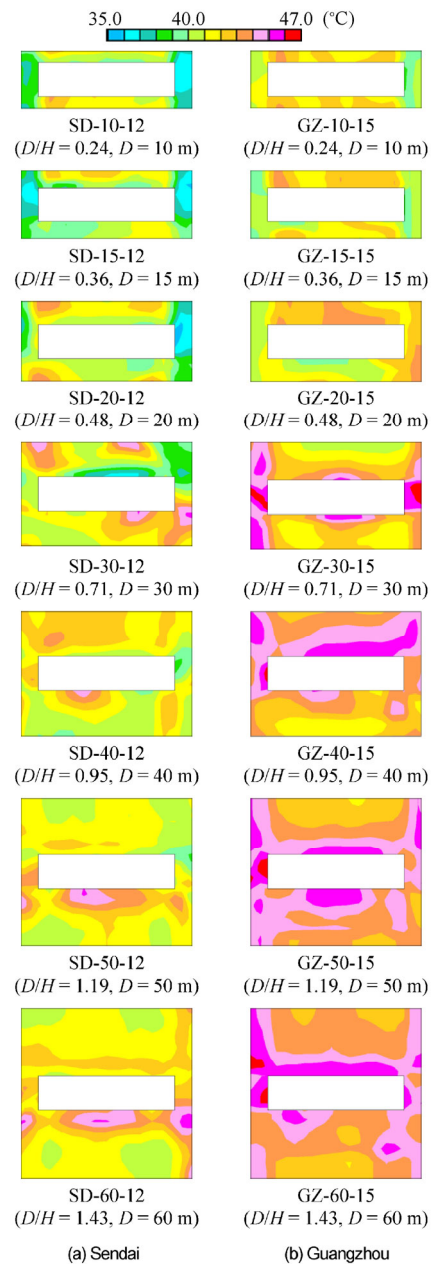 35.0 40.0 47.0 (°C)
SD-10-12 GZ-10-15
(D/H = 0.24, D = 10 m) (D/H = 0.24, D = 10 m)
SD-15-12 GZ-15-15
(D/H = 0.36, D = 15 m) (D/H = 0.36, D = 15 m)
SD-20-12 GZ-20-15
(D/H = 0.48, D = 20 m) (D/H = 0.48, D = 20 m)
SD-30-12 GZ-30-15
(D/H = 0.71, D = 30 m) (D/H = 0.71, D = 30 m)
SD-40-12 GZ-40-15
(D/H = 0.95, D = 40 m) (D/H = 0.95, D = 40 m)
SD-50-12 GZ-50-15
(D/H = 1.19, D = 50 m) (D/H = 1.19, D = 50 m)
SD-60-12 GZ-60-15
(D/H = 1.43, D = 60 m) (D/H = 1.43, D = 60 m)
(a) Sendai (b) Guangzhou